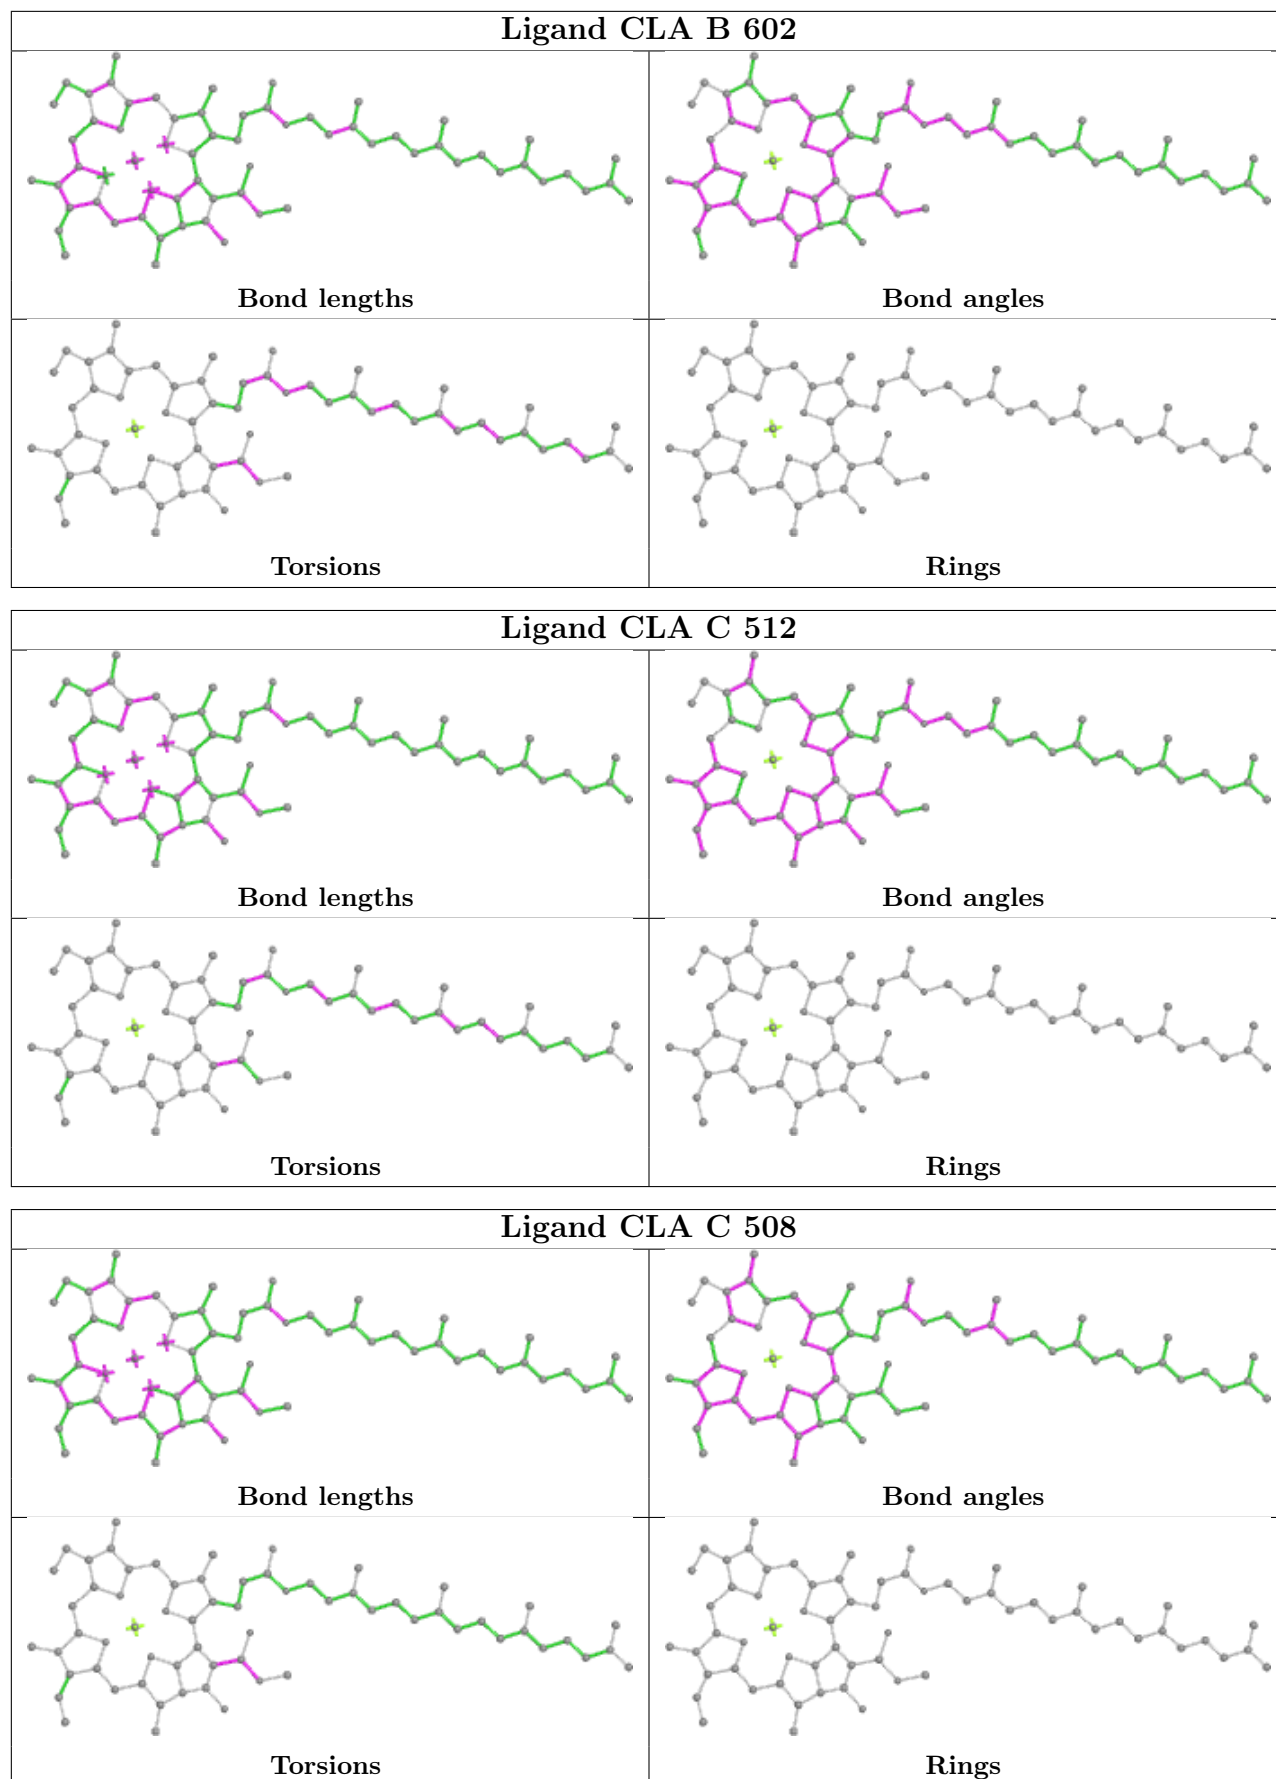 Ligand CLA B 602
Bond lengths
Bond angles
Torsions
Rings
Ligand CLA C 512
Bond lengths
Bond angles
Torsions
Rings
Ligand CLA C 508
Bond lengths
Bond angles
Torsions
Rings